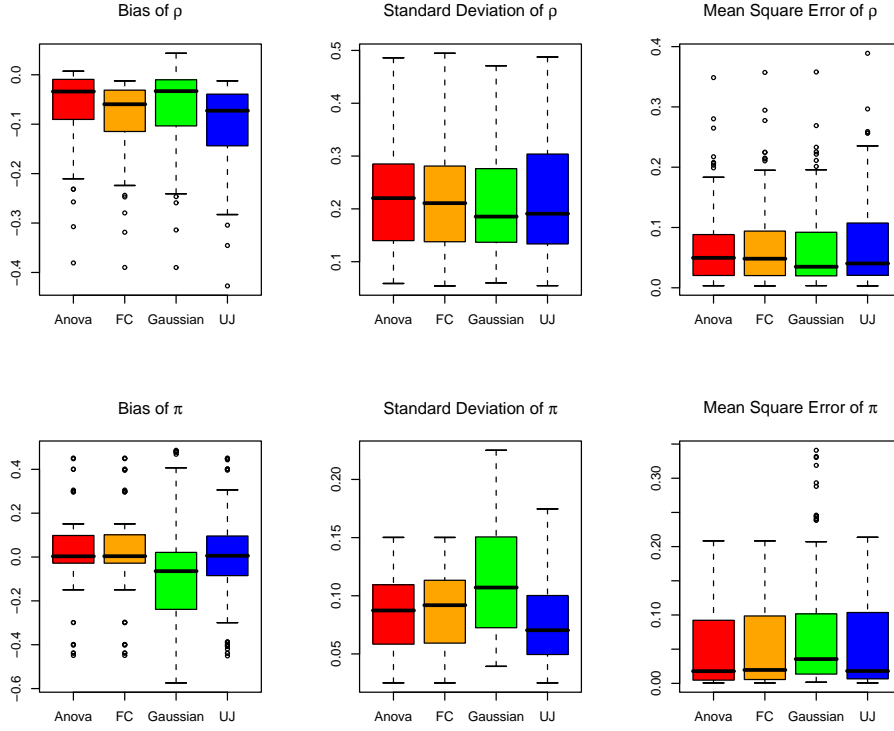 Bias of ρ
0.0
-0.1
-0.2
-0.3
-0.4
Anova FC Gaussian UJ
Standard Deviation of ρ
0.5
0.4
0.3
0.2
0.1
Anova FC Gaussian UJ
Mean Square Error of ρ
0.4
0.3
0.2
0.1
0.0
Anova FC Gaussian UJ
Bias of π
0.4
0.2
0.0
-0.2
-0.4
-0.6
Anova FC Gaussian UJ
Standard Deviation of π
0.20
0.15
0.10
0.05
Anova FC Gaussian UJ
Mean Square Error of π
0.30
0.20
0.10
0.00
Anova FC Gaussian UJ